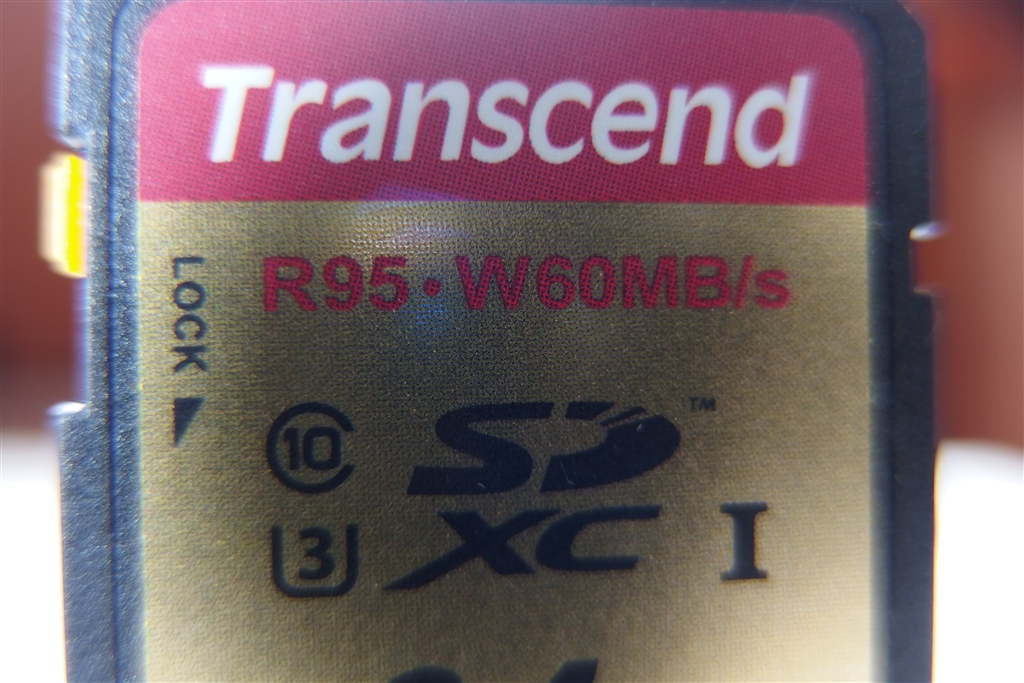 Transcend
R95•W60MB/s
LOCK
10
SD™
3
XC I